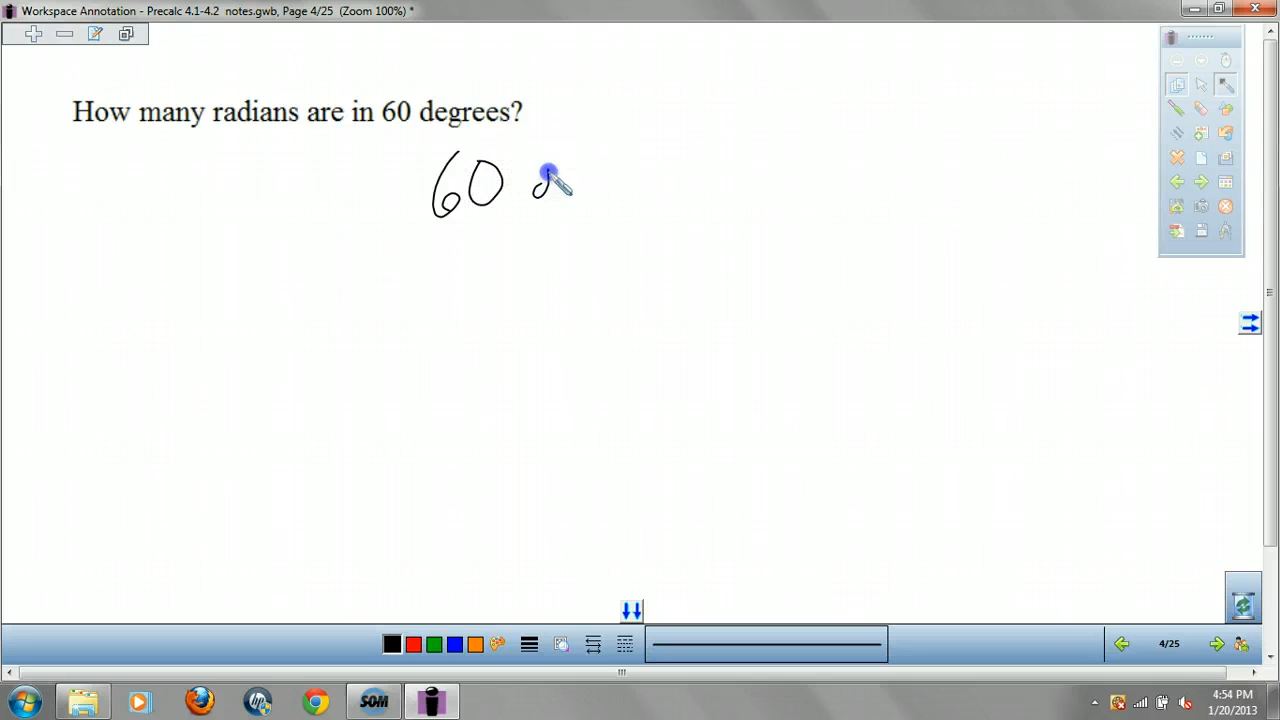 Workspace Annotation - Precalc 4.1-4.2 notes.gwb, Page 4/25 (Zoom 100%) *
How many radians are in 60 degrees?
60 d
4/25
SOM
4:54 PM
1/20/2013